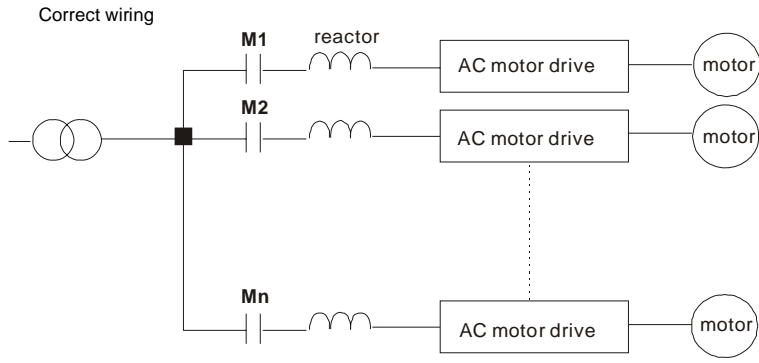 Correct wiring
M1
reactor
AC motor drive
motor
M2
AC motor drive
motor
Mn
AC motor drive
motor